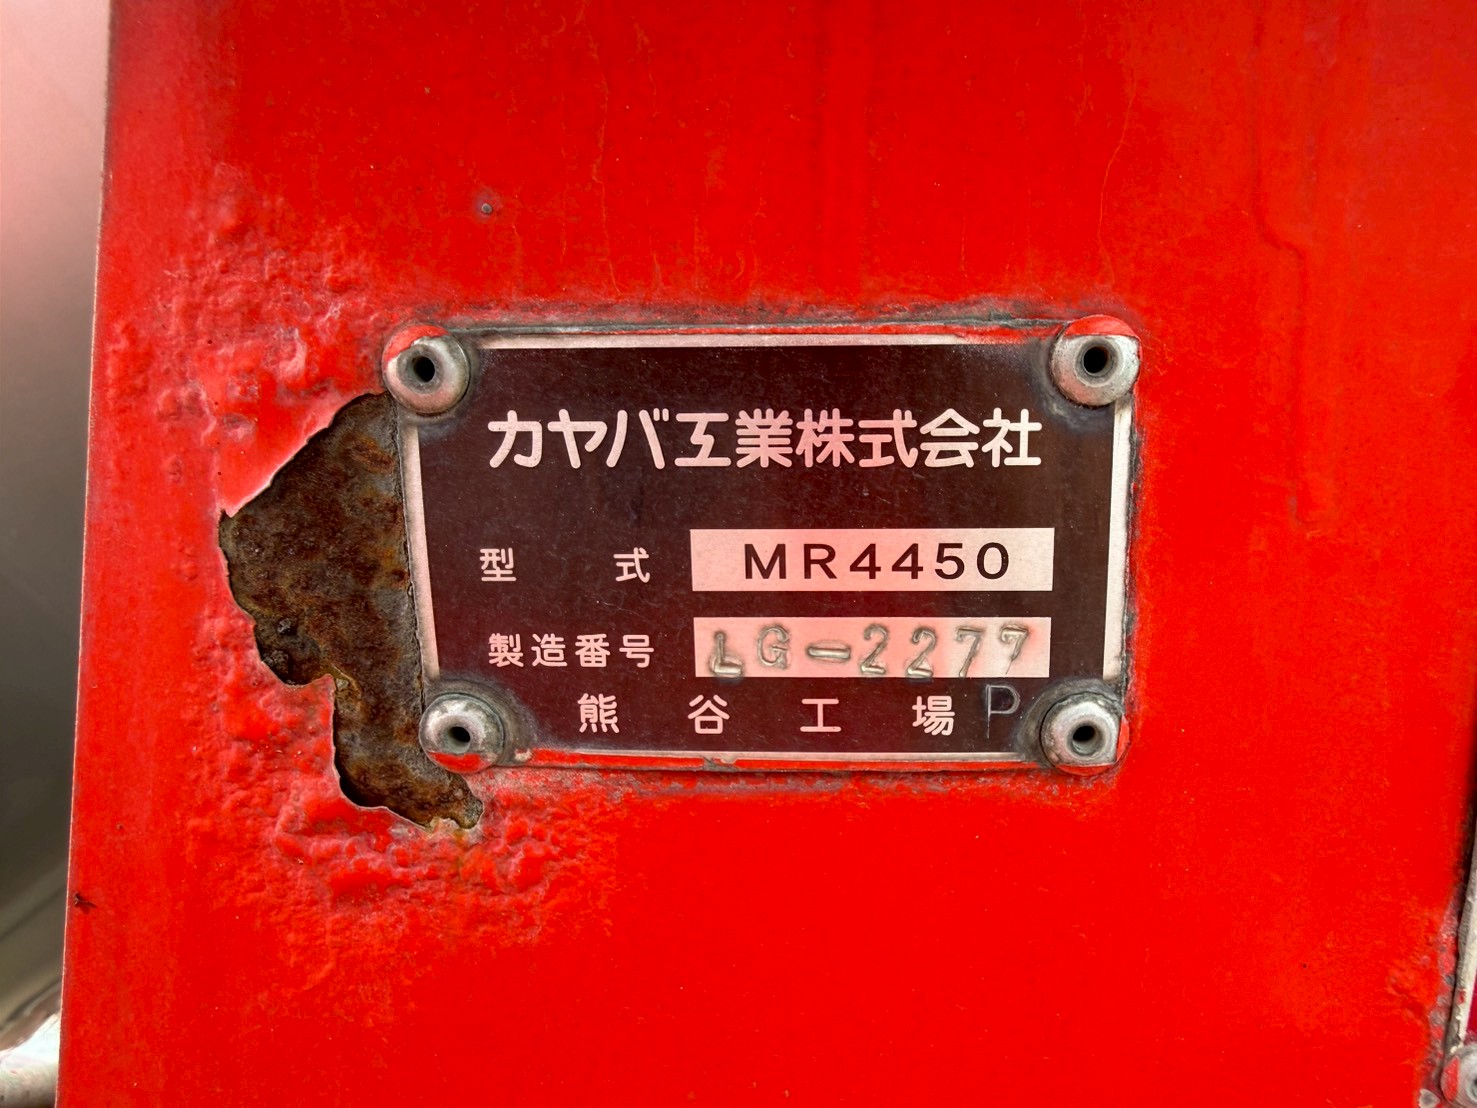 カヤバ工業株式会社
型式 MR4450
製造番号 LG-2277
熊谷工場 P